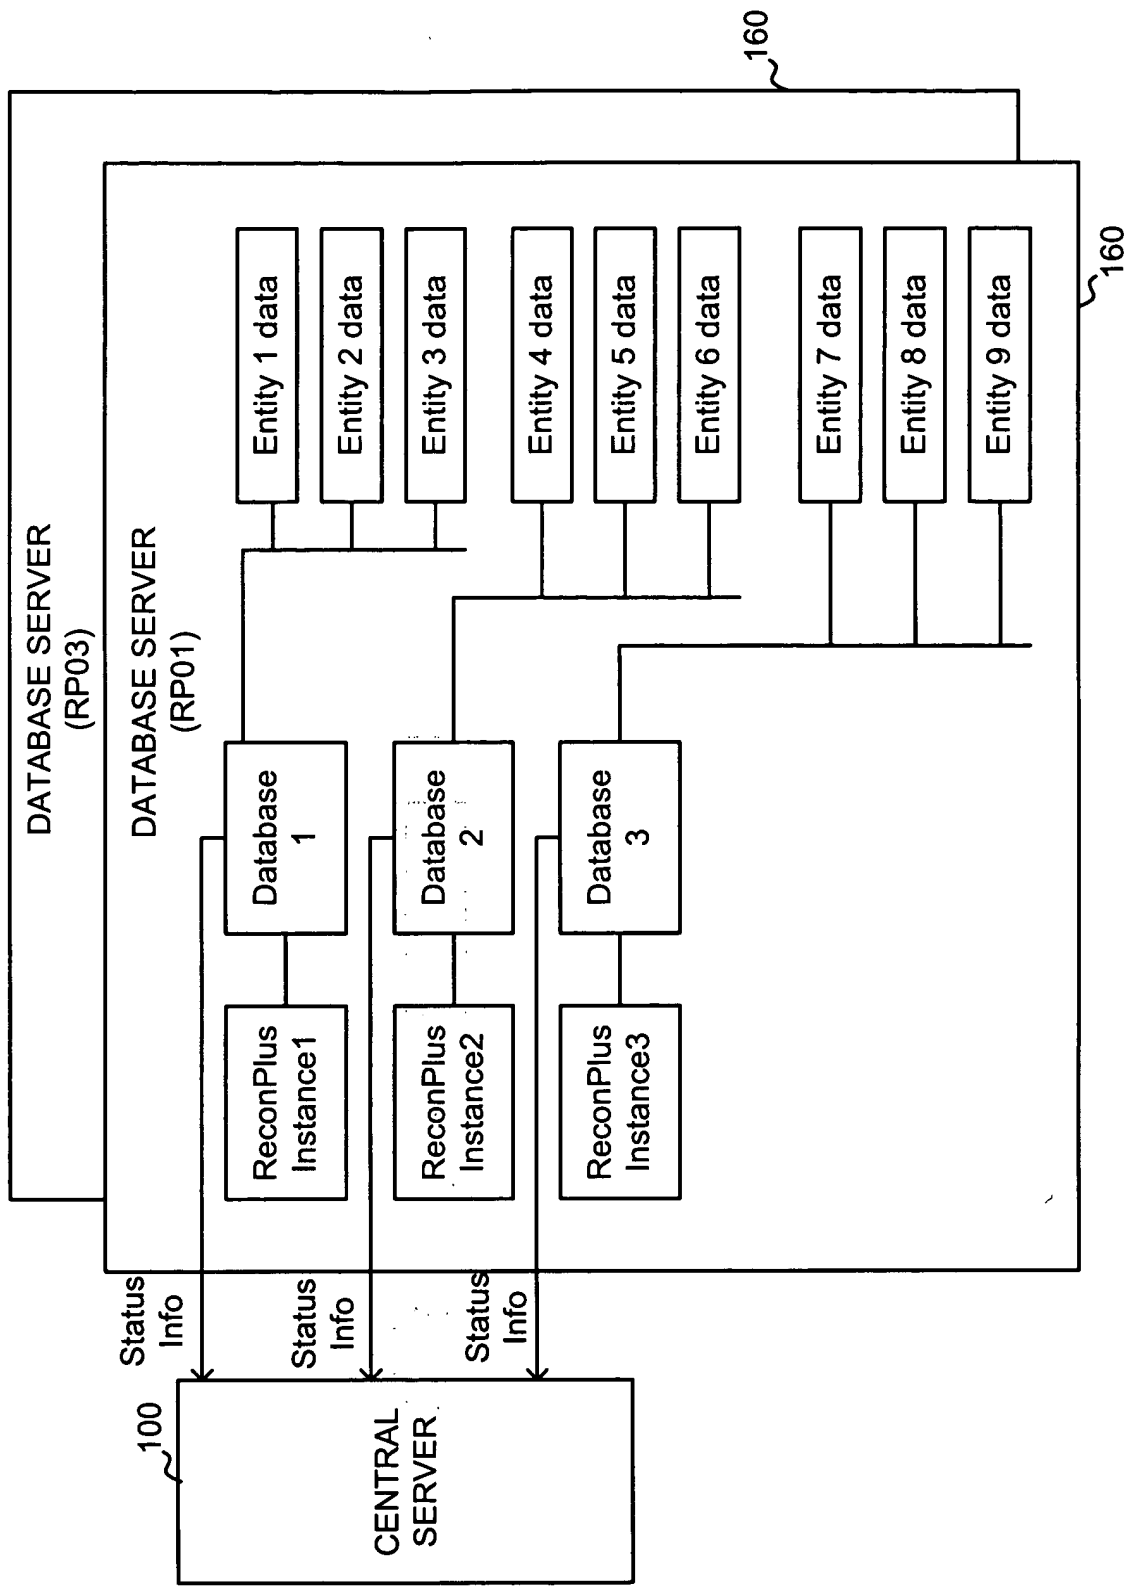 DATABASE SERVER
(RP03)
160
DATABASE SERVER
(RP01)
160
100
CENTRAL
SERVER
Status
Info
Status
Info
Status
Info
ReconPlus
Instance1
Database
1
Entity 1 data
Entity 2 data
Entity 3 data
ReconPlus
Instance2
Database
2
Entity 4 data
Entity 5 data
Entity 6 data
ReconPlus
Instance3
Database
3
Entity 7 data
Entity 8 data
Entity 9 data